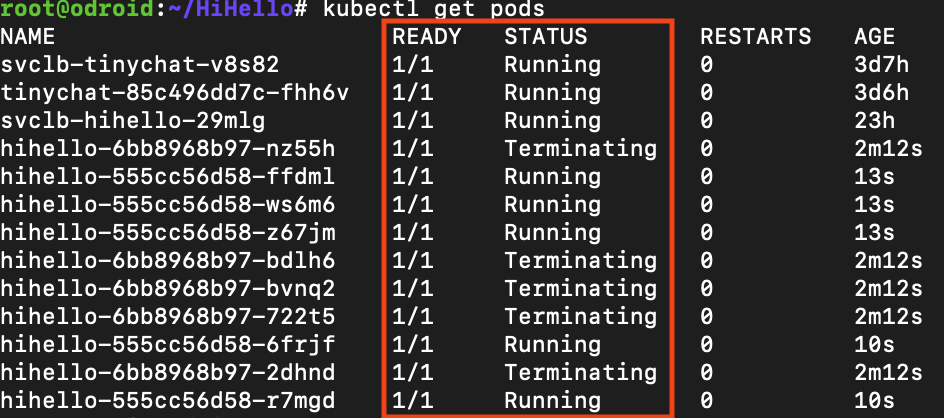 root@odroid:~/HiHello# kubectl get pods
NAME READY STATUS RESTARTS AGE
svclb-tinychat-v8s82 1/1 Running 0 3d7h
tinychat-85c496dd7c-fhh6v 1/1 Running 0 3d6h
svclb-hihello-29mlg 1/1 Running 0 23h
hihello-6bb8968b97-nz55h 1/1 Terminating 0 2m12s
hihello-555cc56d58-ffdml 1/1 Running 0 13s
hihello-555cc56d58-ws6m6 1/1 Running 0 13s
hihello-555cc56d58-z67jm 1/1 Running 0 13s
hihello-6bb8968b97-bdlh6 1/1 Terminating 0 2m12s
hihello-6bb8968b97-bvnq2 1/1 Terminating 0 2m12s
hihello-6bb8968b97-722t5 1/1 Terminating 0 2m12s
hihello-555cc56d58-6frjf 1/1 Running 0 10s
hihello-6bb8968b97-2dhnd 1/1 Terminating 0 2m12s
hihello-555cc56d58-r7mgd 1/1 Running 0 10s